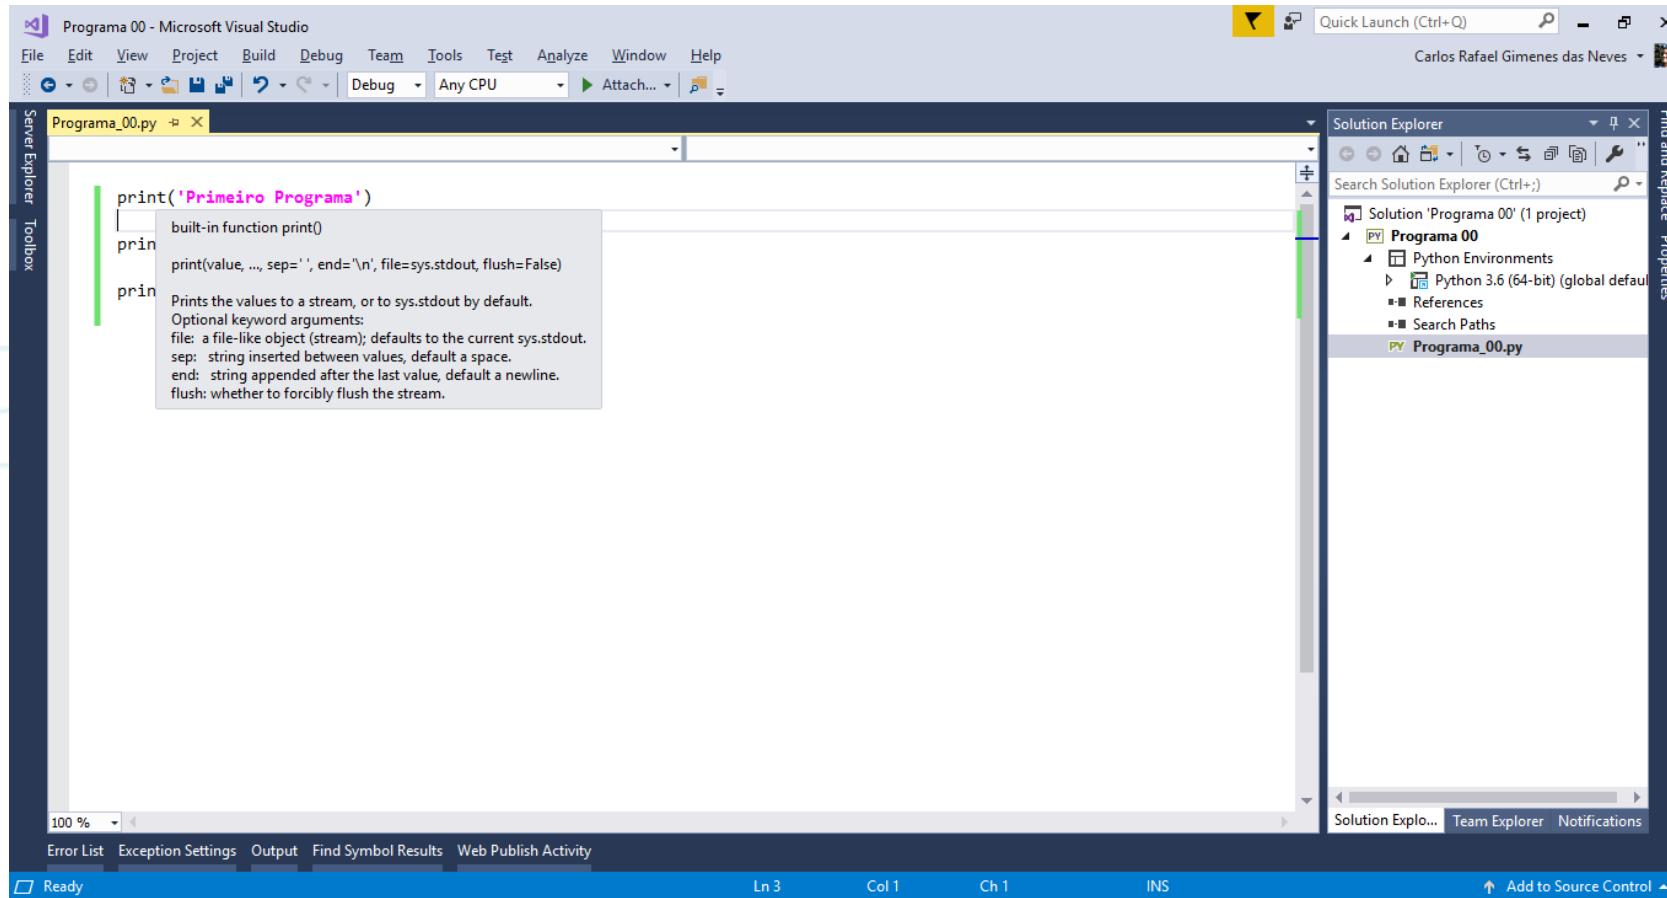 Programa 00 - Microsoft Visual Studio
Quick Launch (Ctrl+Q)
File Edit View Project Build Debug Team Tools Test Analyze Window Help
Carlos Rafael Gimenes das Neves
Debug Any CPU Attach...
Server Explorer
Toolbox
Programa_00.py
print('Primeiro Programa')
prin
prin
built-in function print()
print(value, ..., sep=' ', end='\n', file=sys.stdout, flush=False)
Prints the values to a stream, or to sys.stdout by default.
Optional keyword arguments:
file: a file-like object (stream); defaults to the current sys.stdout.
sep: string inserted between values, default a space.
end: string appended after the last value, default a newline.
flush: whether to forcibly flush the stream.
100 %
Solution Explorer
Search Solution Explorer (Ctrl+;)
Solution 'Programa 00' (1 project)
PY Programa 00
Python Environments
Python 3.6 (64-bit) (global defaul
References
Search Paths
PY Programa_00.py
Solution Explo... Team Explorer Notifications
Find and Replace
Properties
Error List Exception Settings Output Find Symbol Results Web Publish Activity
Ready Ln 3 Col 1 Ch 1 INS Add to Source Control